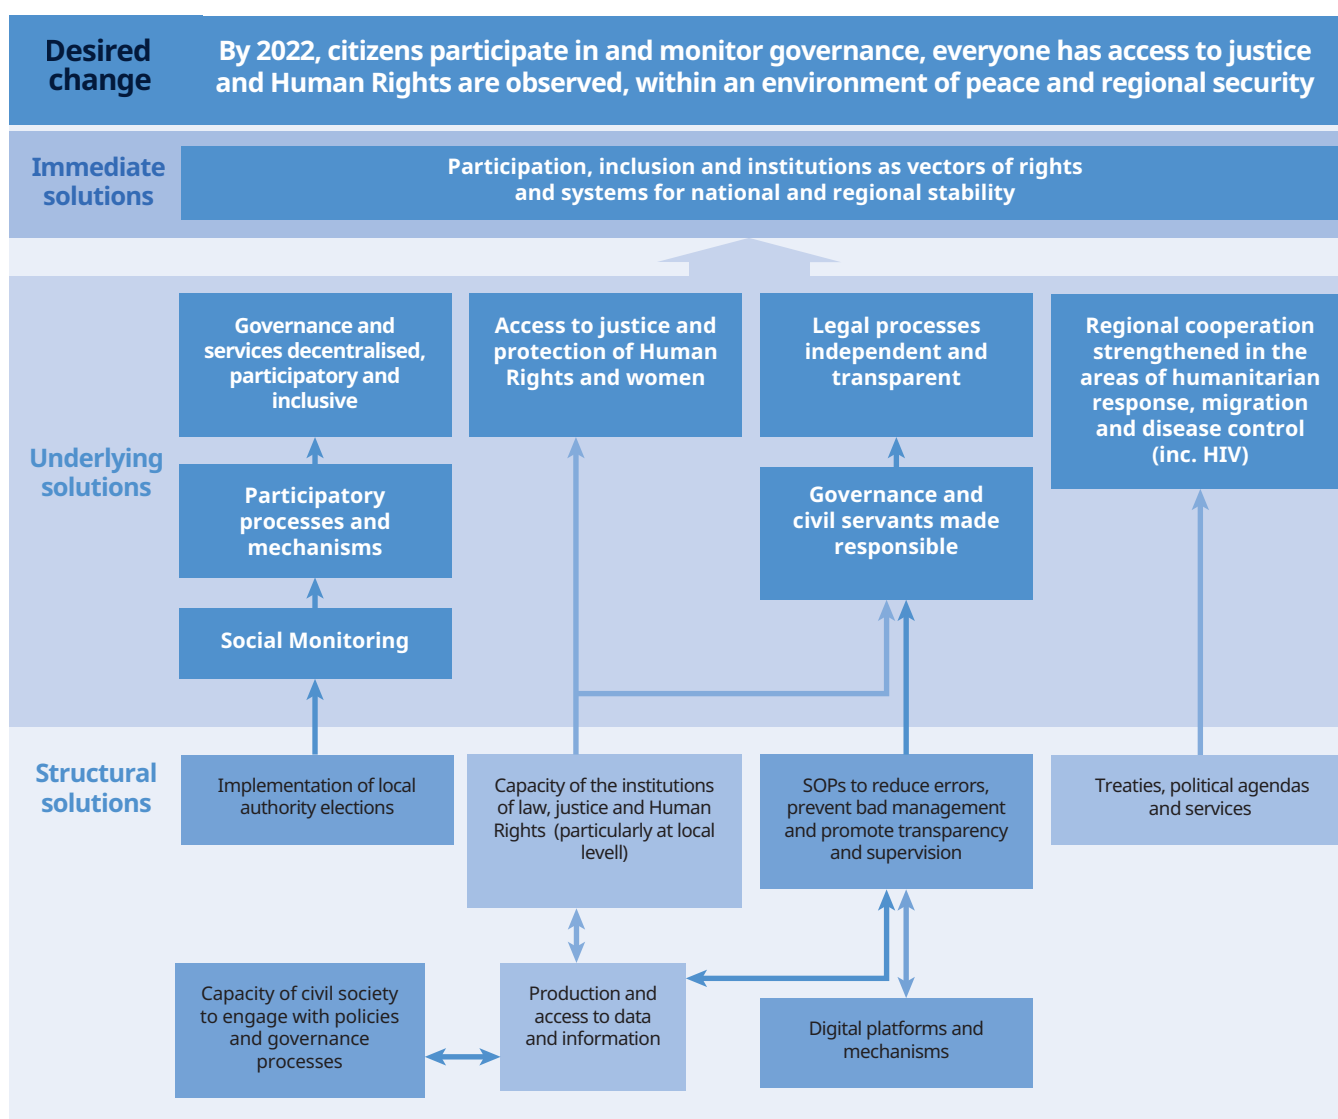 Desired
change
By 2022, citizens participate in and monitor governance, everyone has access to justice
and Human Rights are observed, within an environment of peace and regional security
Immediate
solutions
Participation, inclusion and institutions as vectors of rights
and systems for national and regional stability
Underlying
solutions
Governance and
services decentralised,
participatory and
inclusive
Access to justice and
protection of Human
Rights and women
Legal processes
independent and
transparent
Regional cooperation
strengthened in the
areas of humanitarian
response, migration
and disease control
(inc. HIV)
Participatory
processes and
mechanisms
Governance and
civil servants made
responsible
Social Monitoring
Structural
solutions
Implementation of local
authority elections
Capacity of the institutions
of law, justice and Human
Rights (particularly at local
levell)
SOPs to reduce errors,
prevent bad management
and promote transparency
and supervision
Treaties, political agendas
and services
Capacity of civil society
to engage with policies
and governance
processes
Production and
access to data
and information
Digital platforms and
mechanisms